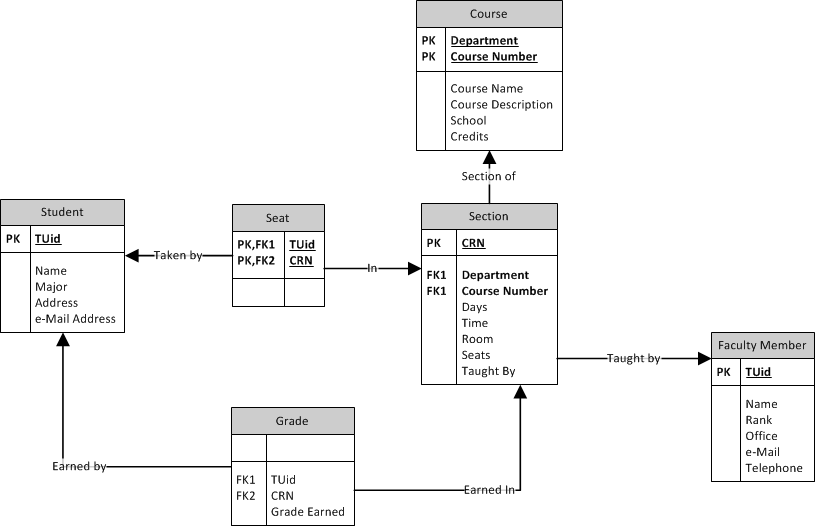 Course
PK Department
PK Course Number
Course Name
Course Description
School
Credits
Section of
Student
PK TUid
Name
Major
Address
e-Mail Address
Taken by
Seat
PK,FK1 TUid
PK,FK2 CRN
In
Section
PK CRN
FK1 Department
FK1 Course Number
Days
Time
Room
Seats
Taught By
Taught by
Faculty Member
PK TUid
Name
Rank
Office
e-Mail
Telephone
Grade
FK1 TUid
FK2 CRN
Grade Earned
Earned by
Earned In